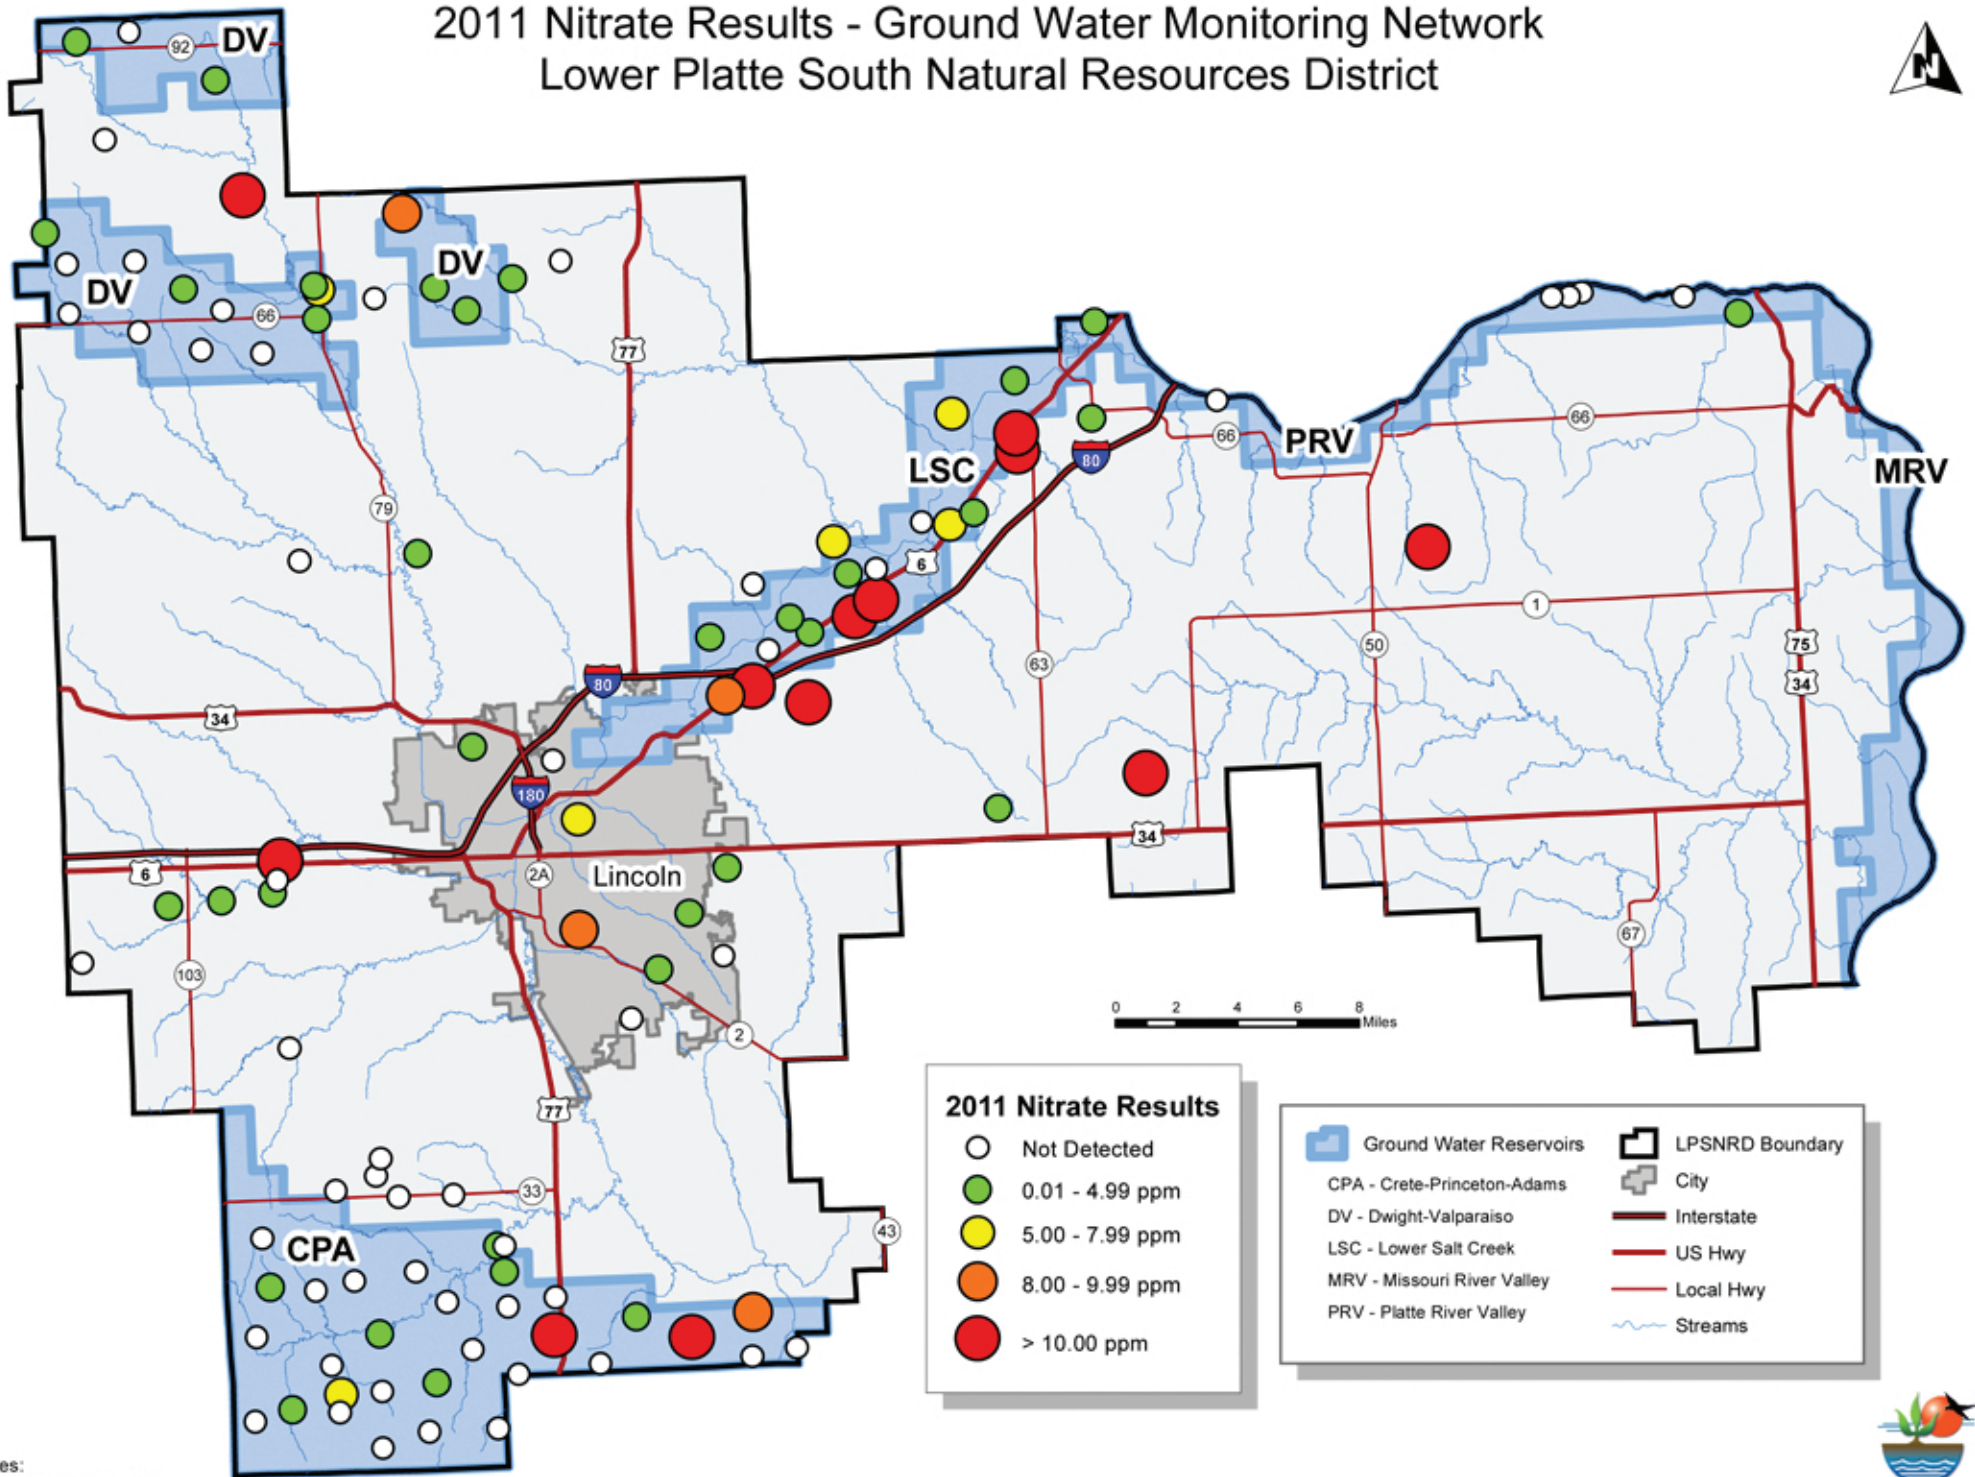 2011 Nitrate Results - Ground Water Monitoring Network
Lower Platte South Natural Resources District
N
DV
92
DV
DV
66
77
79
LSC
80
66
PRV
66
MRV
6
1
63
50
75
34
80
34
180
34
6
2A
Lincoln
103
67
2
77
33
43
CPA
0 2 4 6 8
Miles
2011 Nitrate Results
Not Detected
0.01 - 4.99 ppm
5.00 - 7.99 ppm
8.00 - 9.99 ppm
> 10.00 ppm
Ground Water Reservoirs
CPA - Crete-Princeton-Adams
DV - Dwight-Valparaiso
LSC - Lower Salt Creek
MRV - Missouri River Valley
PRV - Platte River Valley
LPSNRD Boundary
City
Interstate
US Hwy
Local Hwy
Streams
es: